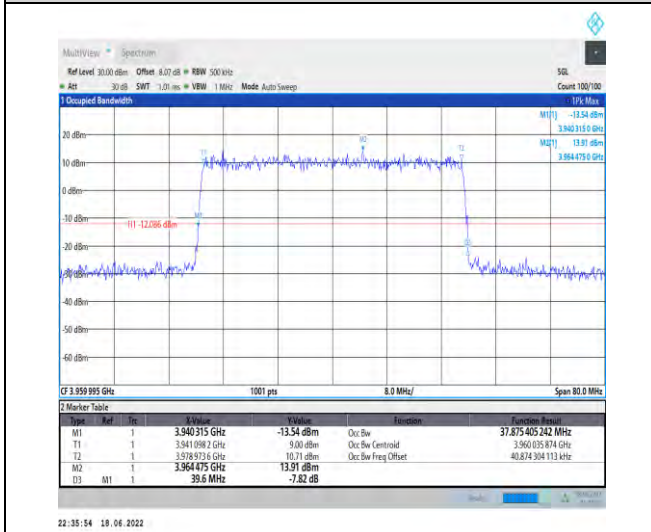 MultiView Spectrum
Ref Level 30.00 dBm Offset 8.07 dB RBW 500 kHz SGL
Att 30 dB SWT 1.01 ms VBW 1 MHz Mode Auto Sweep Count 100/100
1 Occupied Bandwidth 1Pk Max
M1[1] -13.54 dBm
3.940 315 0 GHz
M2[1] 13.91 dBm
3.964 475 0 GHz
20 dBm
M2
T1
T2
10 dBm
0 dBm
-10 dBm
M1
H1 -12.086 dBm
D3
-20 dBm
-30 dBm
-40 dBm
-50 dBm
-60 dBm
CF 3.959 995 GHz 1001 pts 8.0 MHz/ Span 80.0 MHz
2 Marker Table
Type Ref Trc X-Value Y-Value Function Function Result
M1 1 3.940 315 GHz -13.54 dBm Occ Bw 37.875 405 242 MHz
T1 1 3.941 098 2 GHz 9.00 dBm Occ Bw Centroid 3.960 035 874 GHz
T2 1 3.978 973 6 GHz 10.71 dBm Occ Bw Freq Offset 40.874 304 113 kHz
M2 1 3.964 475 GHz 13.91 dBm
D3 M1 1 39.6 MHz -7.82 dB
22:35:54 18.06.2022